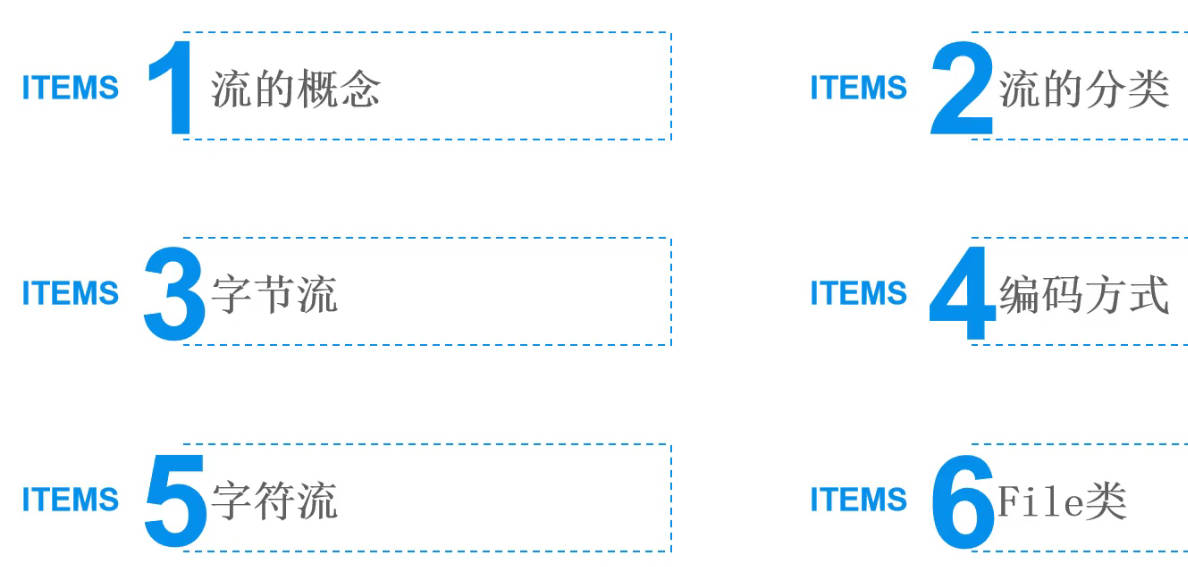 ITEMS 1 流的概念
ITEMS 2 流的分类
ITEMS 3 字节流
ITEMS 4 编码方式
ITEMS 5 字符流
ITEMS 6 File类